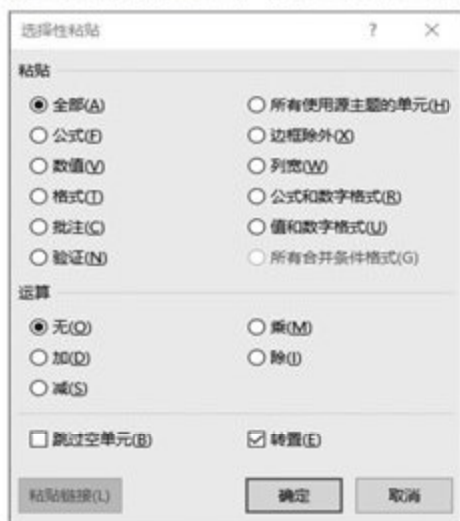 选择性粘贴 ?
粘贴
全部(A) 所有使用源主题的单元(H)
公式(F) 边框除外(X)
数值(V) 列宽(W)
格式(T) 公式和数字格式(R)
批注(C) 值和数字格式(U)
验证(N) 所有合并条件格式(G)
运算
无(O) 乘(M)
加(D) 除(I)
减(S)
跳过空单元(B) 转置(E)
粘贴链接(L) 确定 取消